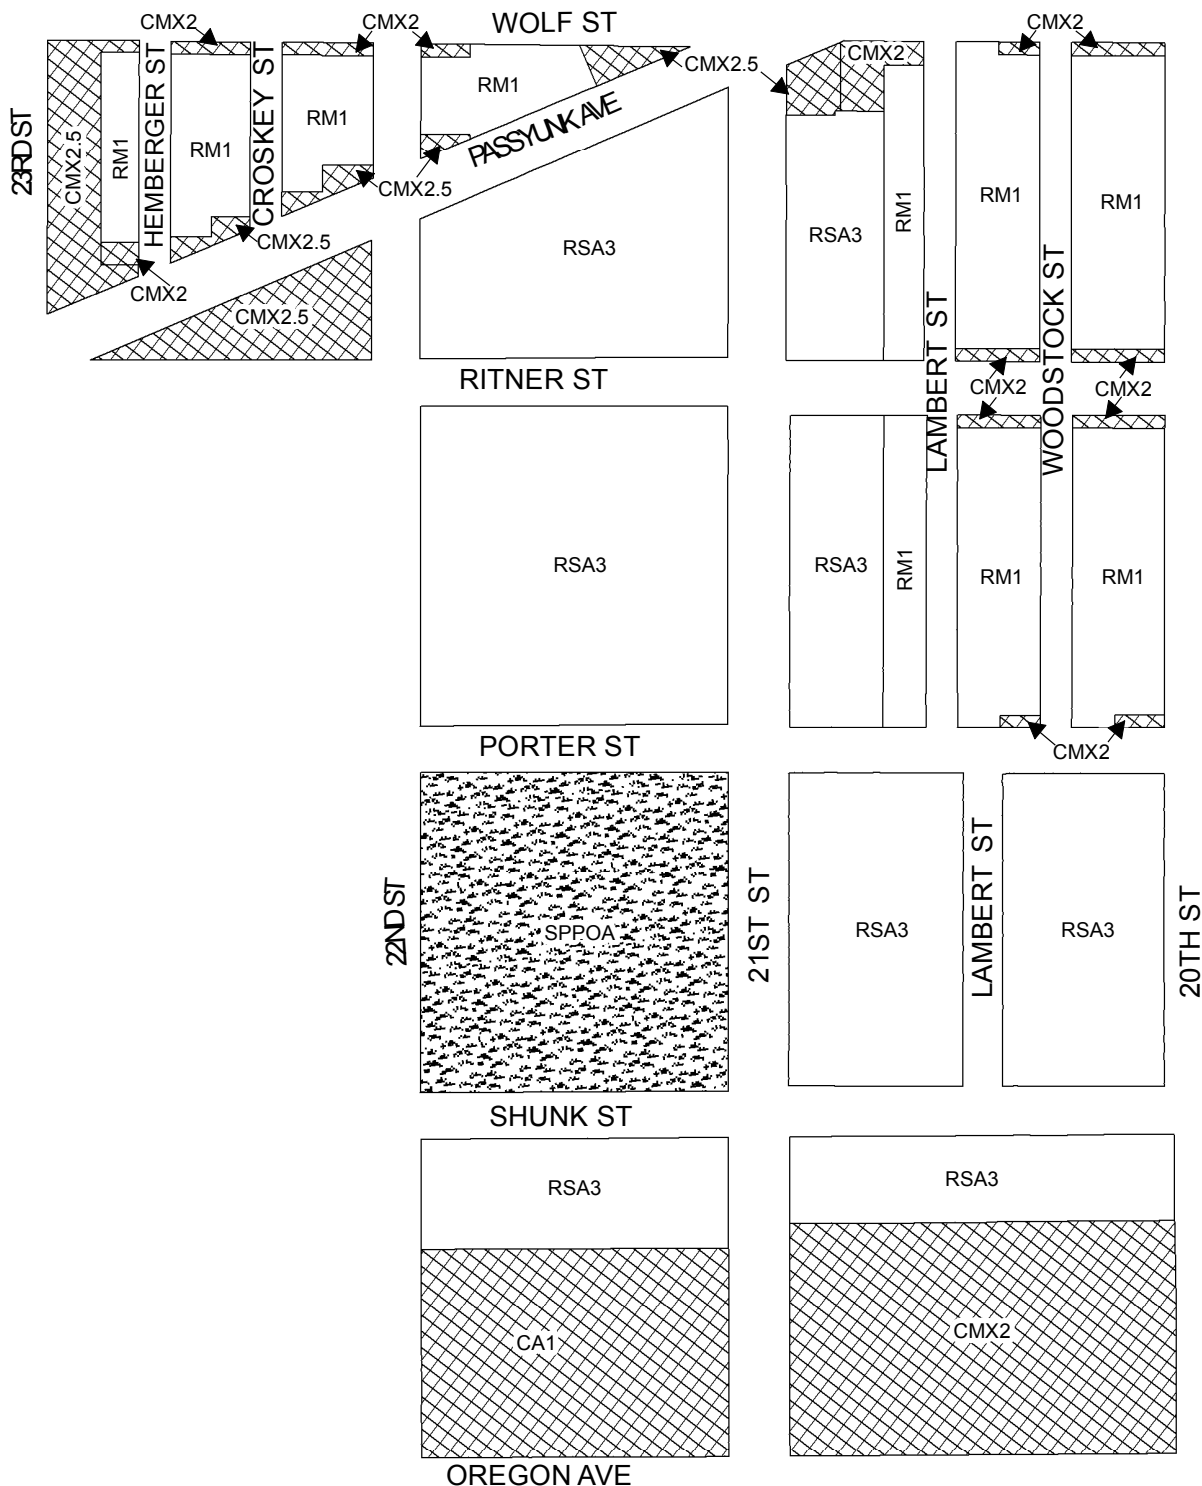 CMX2
WOLF ST
CMX2
CMX2
CMX2
CMX2
CMX2.5
23RD ST
CMX2.5
RM1
HEMBERGER ST
RM1
CROSKEY ST
RM1
RM1
PASSYUNK AVE
CMX2.5
CMX2.5
CMX2
CMX2.5
RSA3
RSA3
RM1
LAMBERT ST
RM1
WOODSTOCK ST
RM1
RITNER ST
CMX2
CMX2
RSA3
RSA3
RM1
RM1
RM1
PORTER ST
CMX2
22ND ST
SPPOA
21ST ST
RSA3
LAMBERT ST
RSA3
20TH ST
SHUNK ST
RSA3
RSA3
CA1
CMX2
OREGON AVE